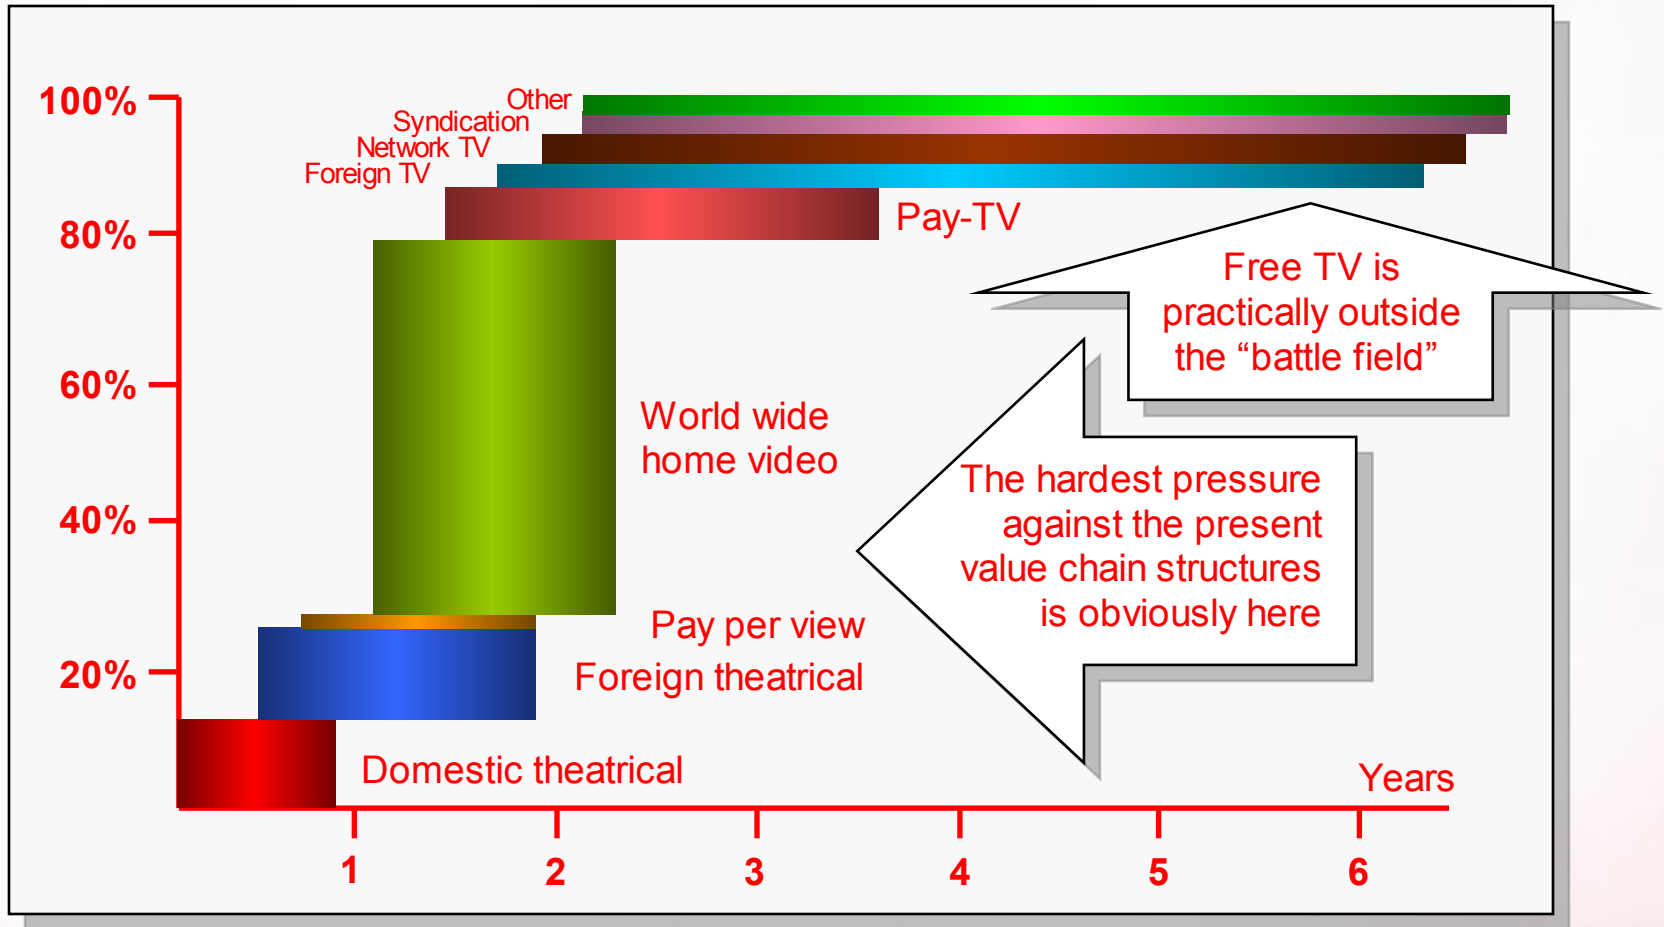 100%
Other
Syndication
Network TV
Foreign TV
80%
Pay-TV
Free TV is
practically outside
the “battle field”
60%
World wide
home video
40%
The hardest pressure
against the present
value chain structures
is obviously here
Pay per view
20%
Foreign theatrical
Domestic theatrical
Years
1
2
3
4
5
6